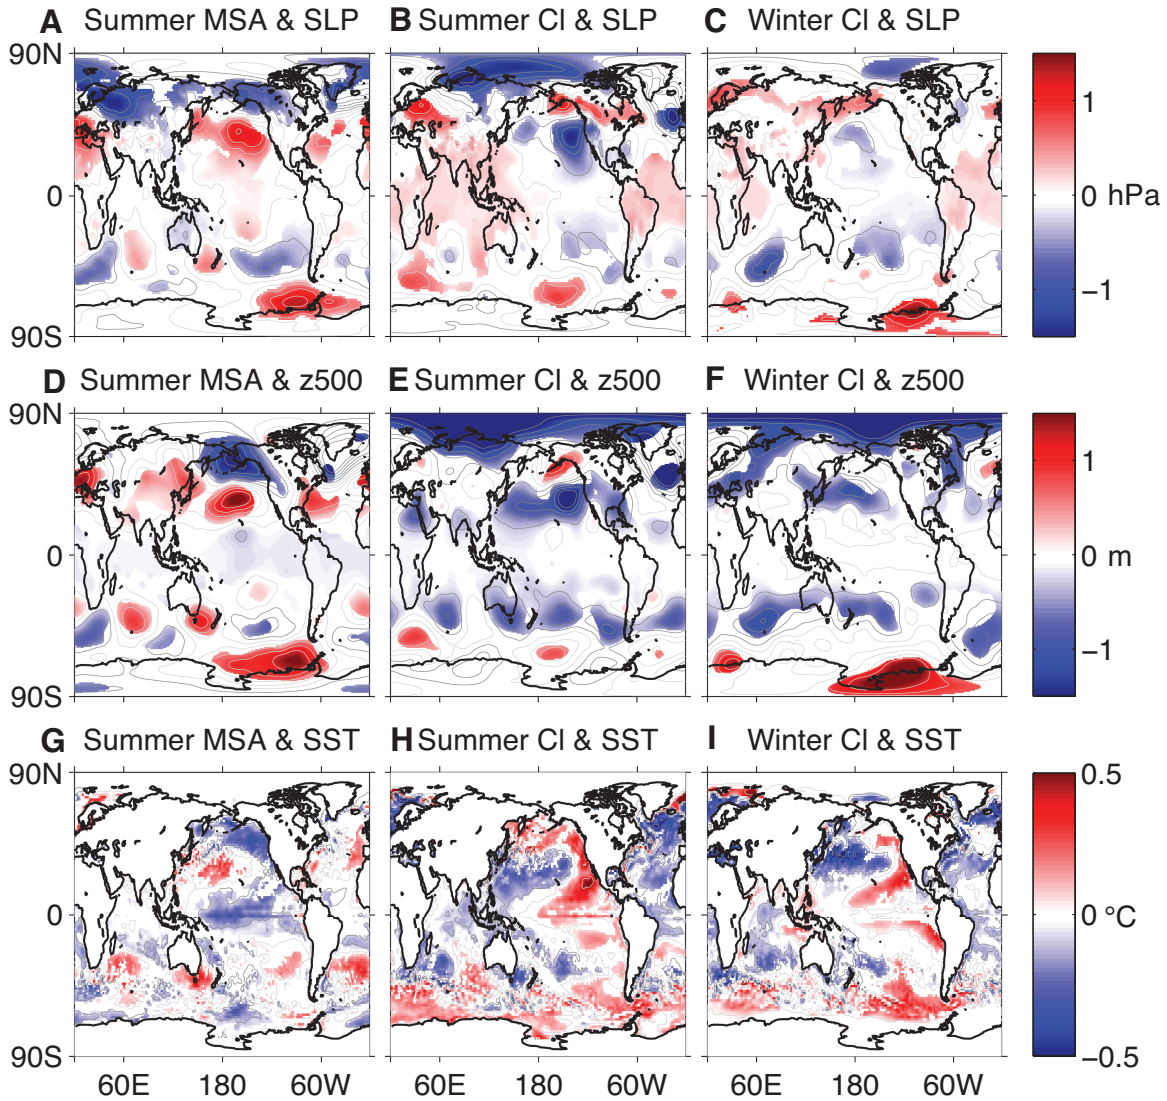 A Summer MSA & SLP
B Summer Cl & SLP
C Winter Cl & SLP
90N
0
90S
1
0 hPa
−1
D Summer MSA & z500
E Summer Cl & z500
F Winter Cl & z500
90N
0
90S
1
0 m
−1
G Summer MSA & SST
H Summer Cl & SST
I Winter Cl & SST
90N
0
90S
0.5
0 °C
−0.5
60E 180 60W
60E 180 60W
60E 180 60W